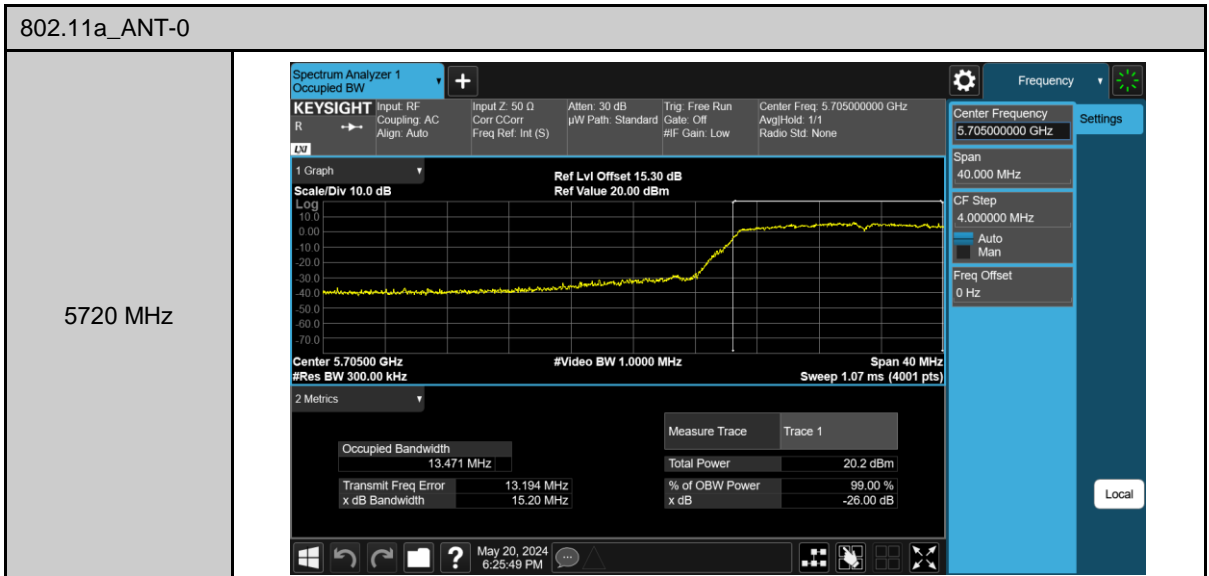 802.11a_ANT-0
5720 MHz
Spectrum Analyzer 1
Occupied BW
Frequency
KEYSIGHT
R
LXI
Input: RF
Coupling: AC
Align: Auto
Input Z: 50 Ω
Corr CCorr
Freq Ref: Int (S)
Atten: 30 dB
µW Path: Standard
Trig: Free Run
Gate: Off
#IF Gain: Low
Center Freq: 5.705000000 GHz
Avg|Hold: 1/1
Radio Std: None
Center Frequency
5.705000000 GHz
Settings
Span
40.000 MHz
CF Step
4.000000 MHz
Auto
Man
Freq Offset
0 Hz
Local
1 Graph
Scale/Div 10.0 dB
Ref Lvl Offset 15.30 dB
Ref Value 20.00 dBm
Log
10.0
0.00
-10.0
-20.0
-30.0
-40.0
-50.0
-60.0
-70.0
Center 5.70500 GHz
#Res BW 300.00 kHz
#Video BW 1.0000 MHz
Span 40 MHz
Sweep 1.07 ms (4001 pts)
2 Metrics
Measure Trace Trace 1
Occupied Bandwidth
13.471 MHz
Total Power 20.2 dBm
Transmit Freq Error 13.194 MHz
% of OBW Power 99.00 %
x dB Bandwidth 15.20 MHz
x dB -26.00 dB
?
May 20, 2024
6:25:49 PM